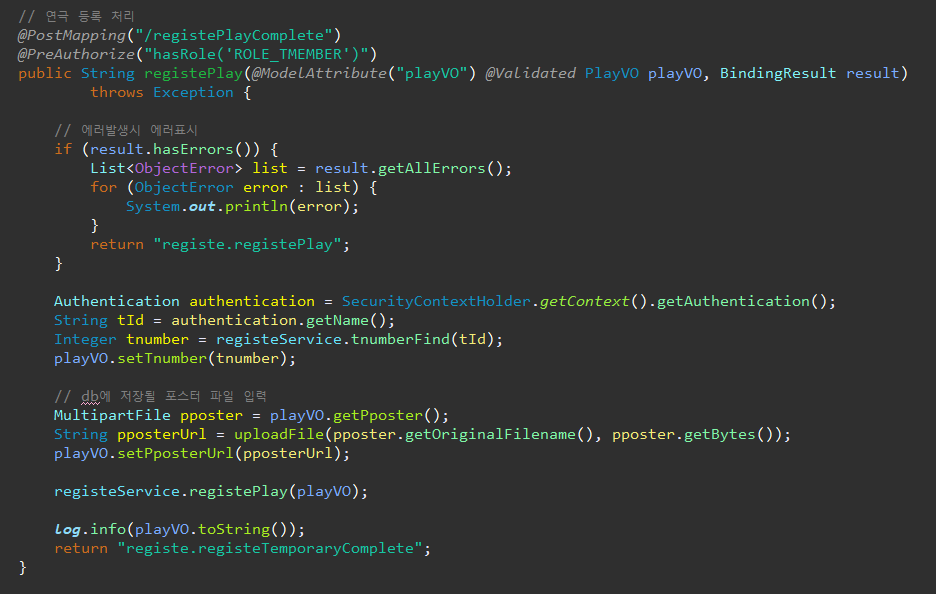 // 연극 등록 처리
@PostMapping("/registePlayComplete")
@PreAuthorize("hasRole('ROLE_TMEMBER')")
public String registePlay(@ModelAttribute("playVO") @Validated PlayVO playVO, BindingResult result)
throws Exception {
// 에러발생시 에러표시
if (result.hasErrors()) {
List<ObjectError> list = result.getAllErrors();
for (ObjectError error : list) {
System.out.println(error);
}
return "registe.registePlay";
}
Authentication authentication = SecurityContextHolder.getContext().getAuthentication();
String tId = authentication.getName();
Integer tnumber = registeService.tnumberFind(tId);
playVO.setTnumber(tnumber);
// db에 저장될 포스터 파일 입력
MultipartFile pposter = playVO.getPposter();
String pposterUrl = uploadFile(pposter.getOriginalFilename(), pposter.getBytes());
playVO.setPposterUrl(pposterUrl);
registeService.registePlay(playVO);
log.info(playVO.toString());
return "registe.registeTemporaryComplete";
}